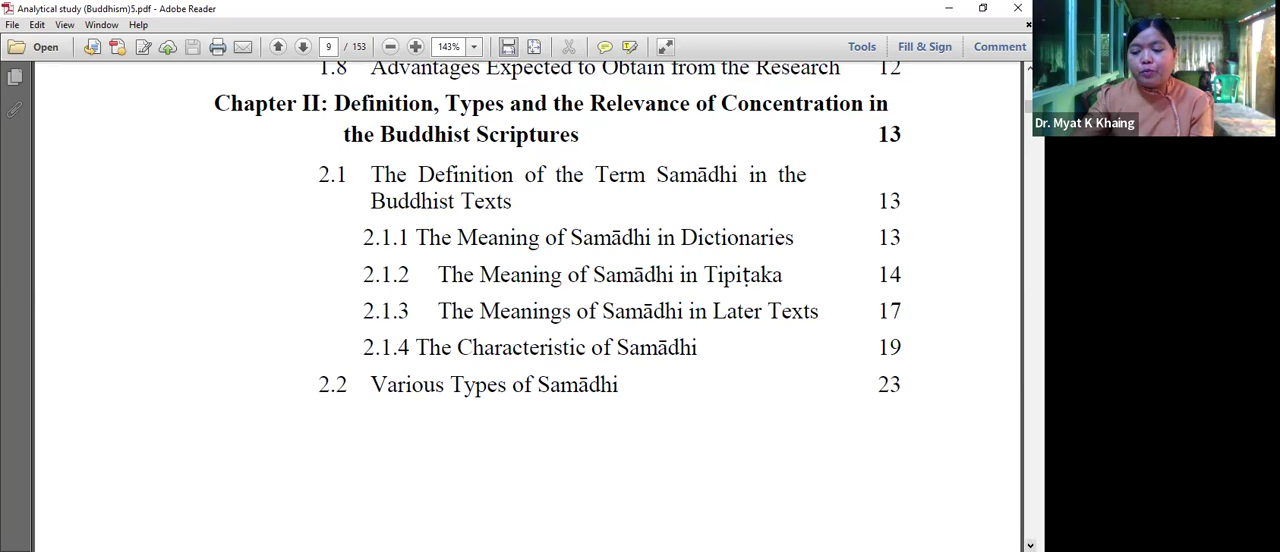 Analytical study (Buddhism)5.pdf - Adobe Reader
File Edit View Window Help
Open 9 / 153 143% Tools Fill & Sign Comment
1.8 Advantages Expected to Obtain from the Research 12
Chapter II: Definition, Types and the Relevance of Concentration in
the Buddhist Scriptures 13
2.1 The Definition of the Term Samādhi in the
Buddhist Texts 13
2.1.1 The Meaning of Samādhi in Dictionaries 13
2.1.2 The Meaning of Samādhi in Tipiṭaka 14
2.1.3 The Meanings of Samādhi in Later Texts 17
2.1.4 The Characteristic of Samādhi 19
2.2 Various Types of Samādhi 23
Dr. Myat K Khaing